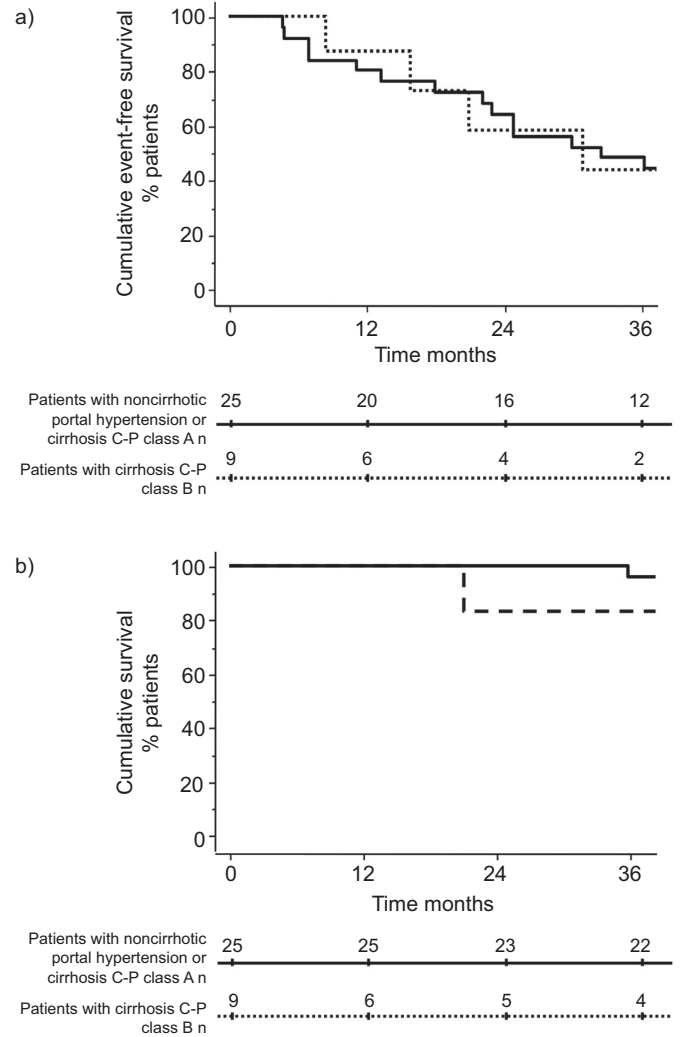 a)
Cumulative event-free survival
% patients
100
80
60
40
20
0
0 12 24 36
Time months
Patients with noncirrhotic
portal hypertension or
cirrhosis C-P class A n
25 20 16 12
Patients with cirrhosis C-P
class B n
9 6 4 2
b)
Cumulative survival
% patients
100
80
60
40
20
0
0 12 24 36
Time months
Patients with noncirrhotic
portal hypertension or
cirrhosis C-P class A n
25 25 23 22
Patients with cirrhosis C-P
class B n
9 6 5 4